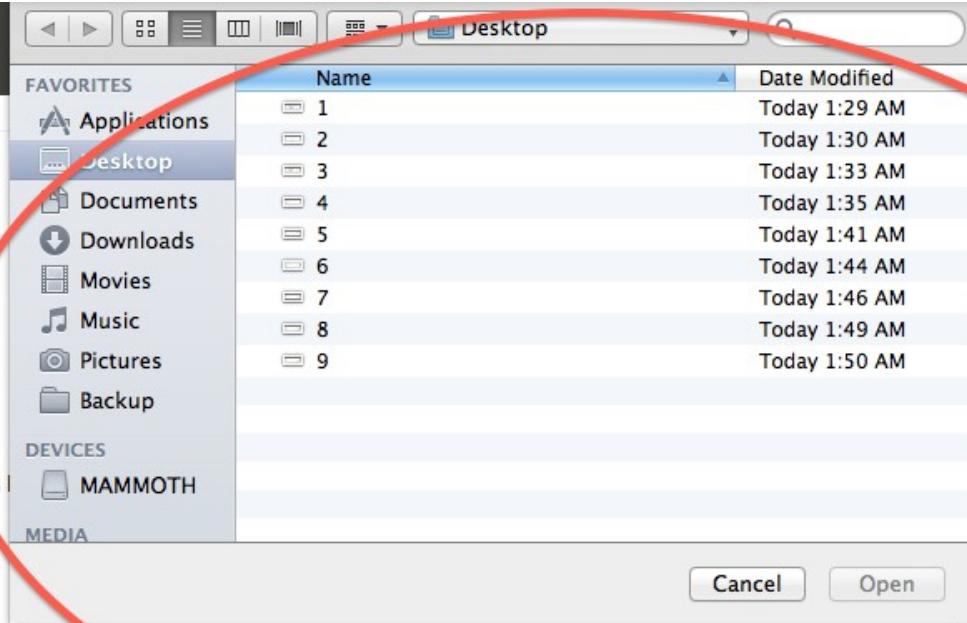 Desktop
FAVORITES
Applications
Desktop
Documents
Downloads
Movies
Music
Pictures
Backup
DEVICES
MAMMOTH
MEDIA
Name Date Modified
1 Today 1:29 AM
2 Today 1:30 AM
3 Today 1:33 AM
4 Today 1:35 AM
5 Today 1:41 AM
6 Today 1:44 AM
7 Today 1:46 AM
8 Today 1:49 AM
9 Today 1:50 AM
Cancel Open